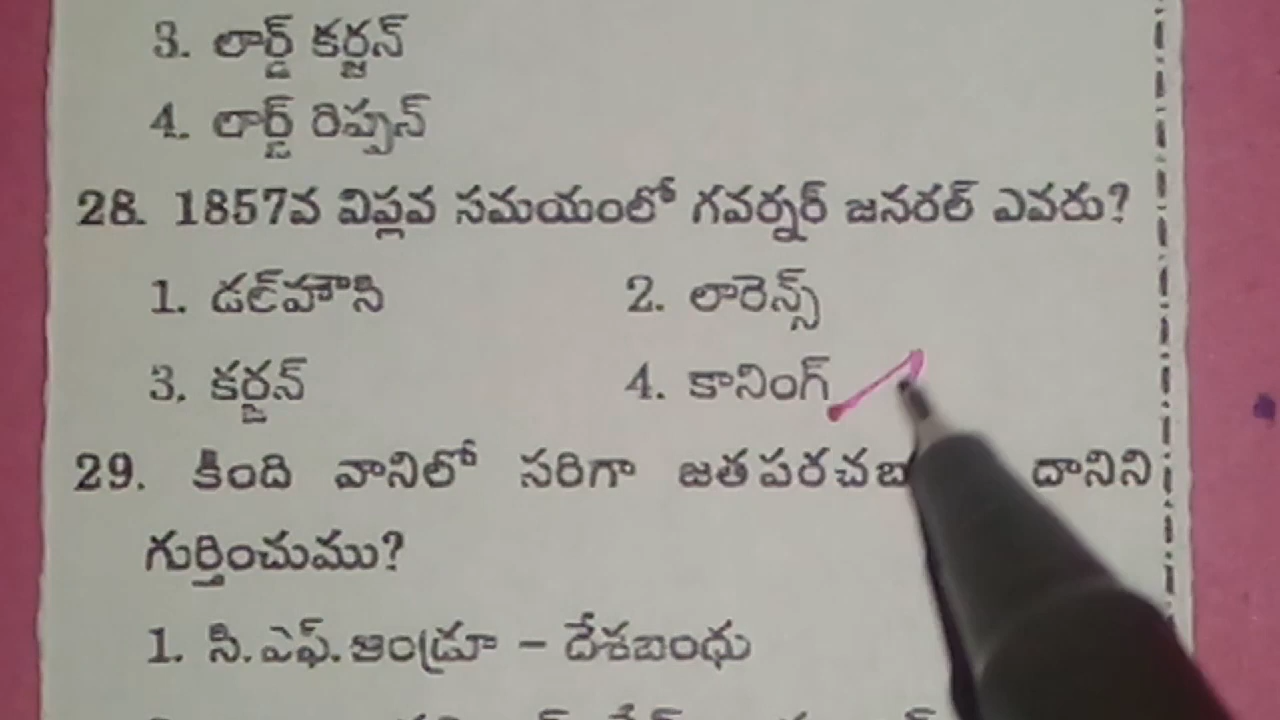 3. లార్డ్ కర్జన్
4. లార్డ్ రిప్పన్
28. 1857వ విప్లవ సమయంలో గవర్నర్ జనరల్ ఎవరు?
1. డల్‌హౌసి 2. లారెన్స్
3. కర్జన్ 4. కానింగ్
29. కింది వానిలో సరిగా దానిని
గుర్తించుము?
1. సి.ఎఫ్.ఆండ్రూ – దేశబంధు